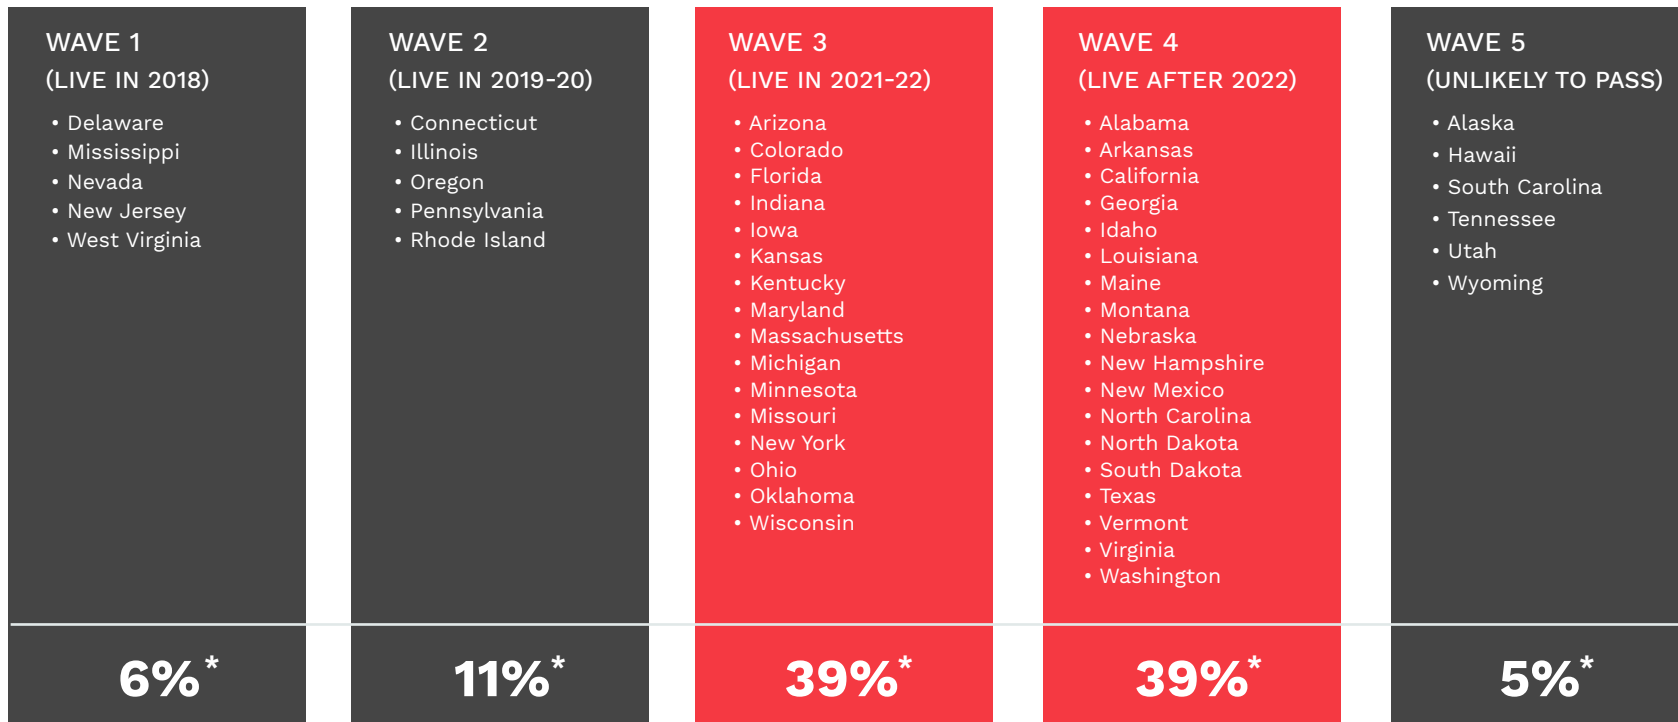 WAVE 1
(LIVE IN 2018)
• Delaware
• Mississippi
• Nevada
• New Jersey
• West Virginia
6%*
WAVE 2
(LIVE IN 2019-20)
• Connecticut
• Illinois
• Oregon
• Pennsylvania
• Rhode Island
11%*
WAVE 3
(LIVE IN 2021-22)
• Arizona
• Colorado
• Florida
• Indiana
• Iowa
• Kansas
• Kentucky
• Maryland
• Massachusetts
• Michigan
• Minnesota
• Missouri
• New York
• Ohio
• Oklahoma
• Wisconsin
39%*
WAVE 4
(LIVE AFTER 2022)
• Alabama
• Arkansas
• California
• Georgia
• Idaho
• Louisiana
• Maine
• Montana
• Nebraska
• New Hampshire
• New Mexico
• North Carolina
• North Dakota
• South Dakota
• Texas
• Vermont
• Virginia
• Washington
39%*
WAVE 5
(UNLIKELY TO PASS)
• Alaska
• Hawaii
• South Carolina
• Tennessee
• Utah
• Wyoming
5%*